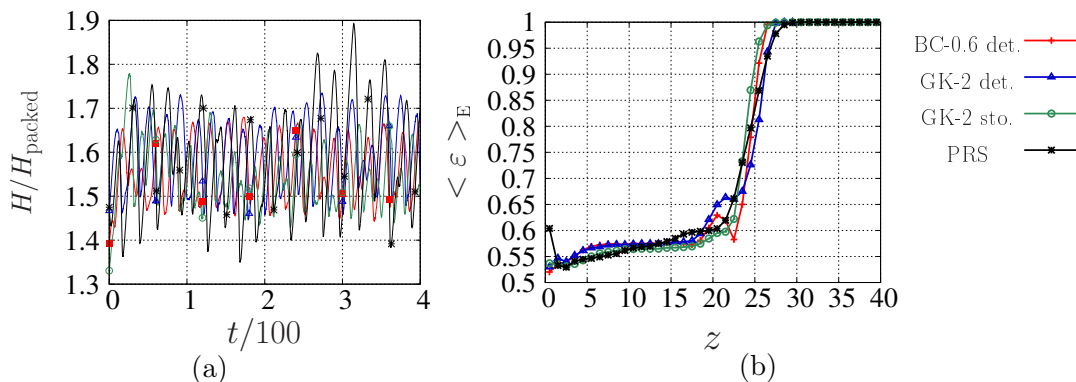 1.9
1.8
1.7
1.6
1.5
1.4
1.3
H/H_packed
0 1 2 3 4
t/100
(a)
1
0.95
0.9
0.85
0.8
0.75
0.7
0.65
0.6
0.55
0.5
< ε >_E
0 5 10 15 20 25 30 35 40
z
(b)
BC-0.6 det.
GK-2 det.
GK-2 sto.
PRS